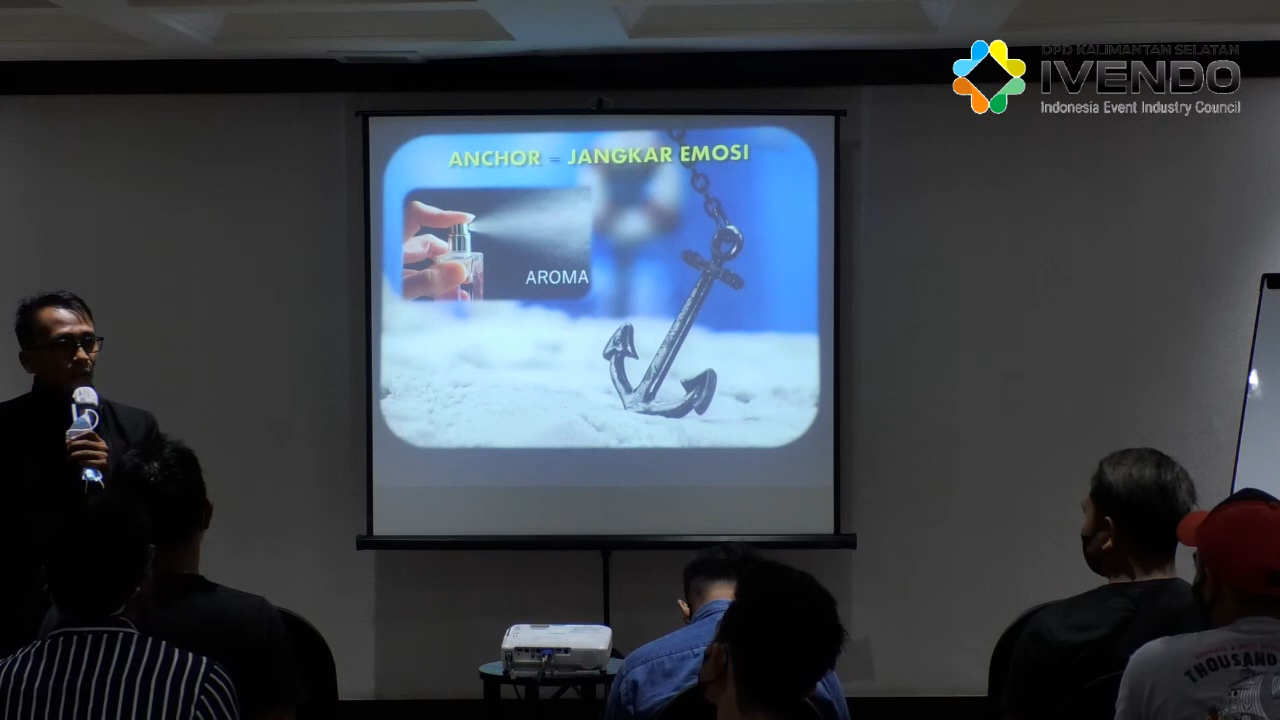 DPD KALIMANTAN SELATAN
IVENDO
Indonesia Event Industry Council
ANCHOR = JANGKAR EMOSI
AROMA
THOUSAND